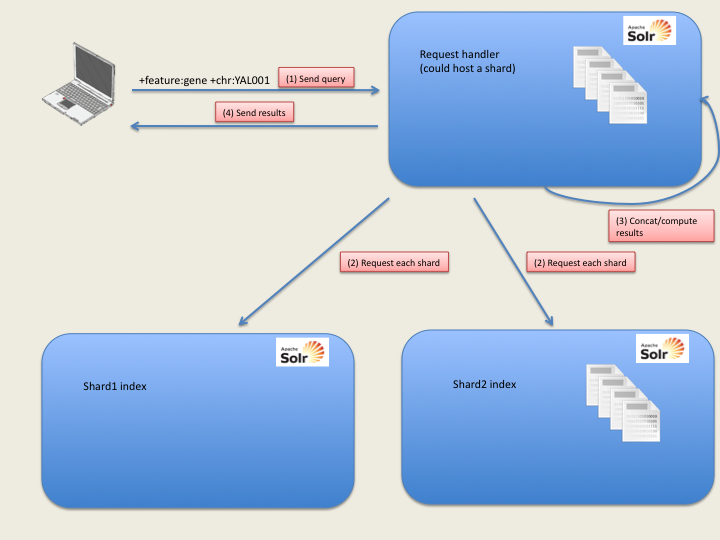 Apache
Solr
Request handler
(could host a shard)
+feature:gene +chr:YAL001
(1) Send query
(4) Send results
(3) Concat/compute
results
(2) Request each shard
(2) Request each shard
Apache
Solr
Shard1 index
Apache
Solr
Shard2 index